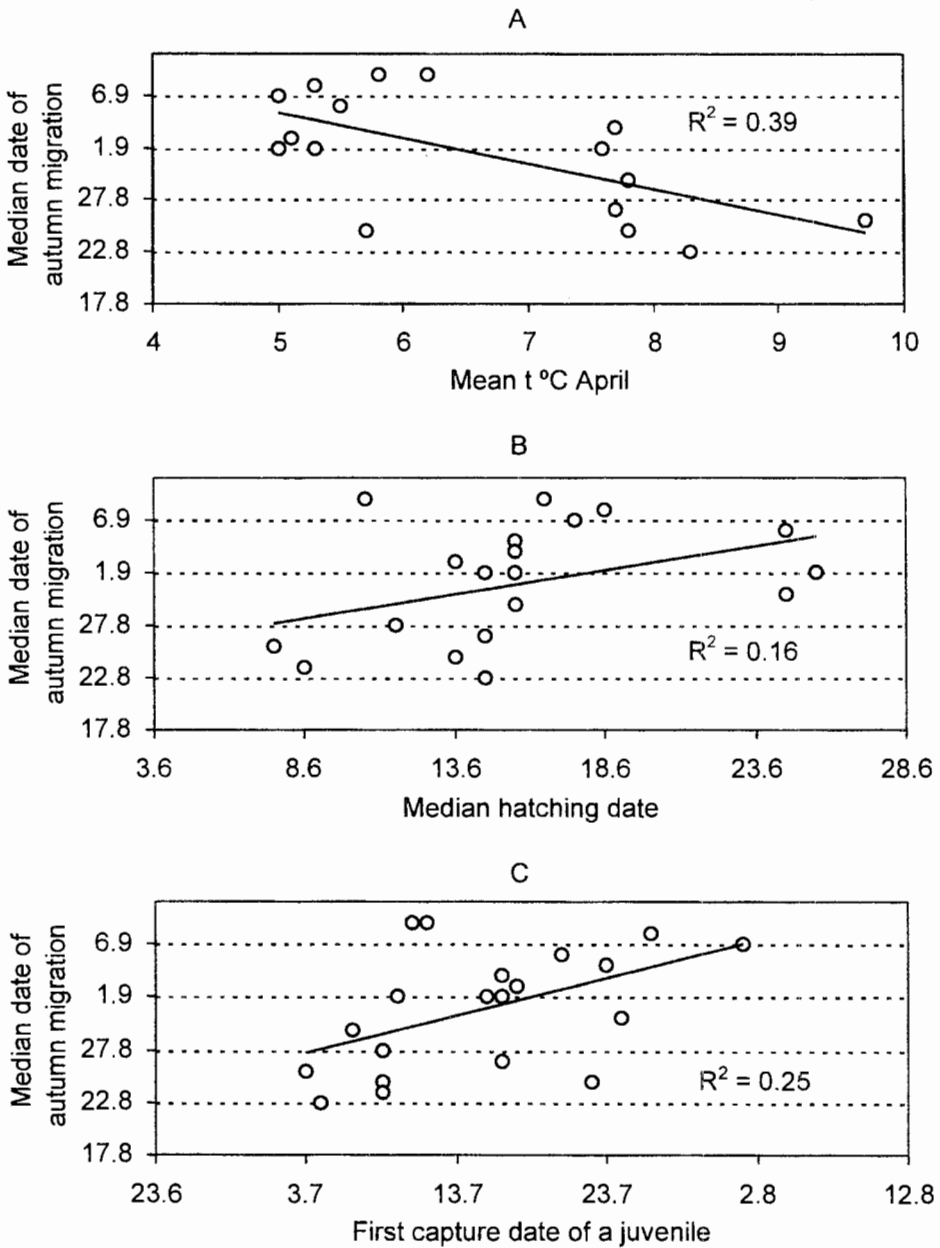 A
Median date of
autumn migration
6.9
1.9
27.8
22.8
17.8
R² = 0.39
4 5 6 7 8 9 10
Mean t ºC April
B
Median date of
autumn migration
6.9
1.9
27.8
22.8
17.8
R² = 0.16
3.6 8.6 13.6 18.6 23.6 28.6
Median hatching date
C
Median date of
autumn migration
6.9
1.9
27.8
22.8
17.8
R² = 0.25
23.6 3.7 13.7 23.7 2.8 12.8
First capture date of a juvenile